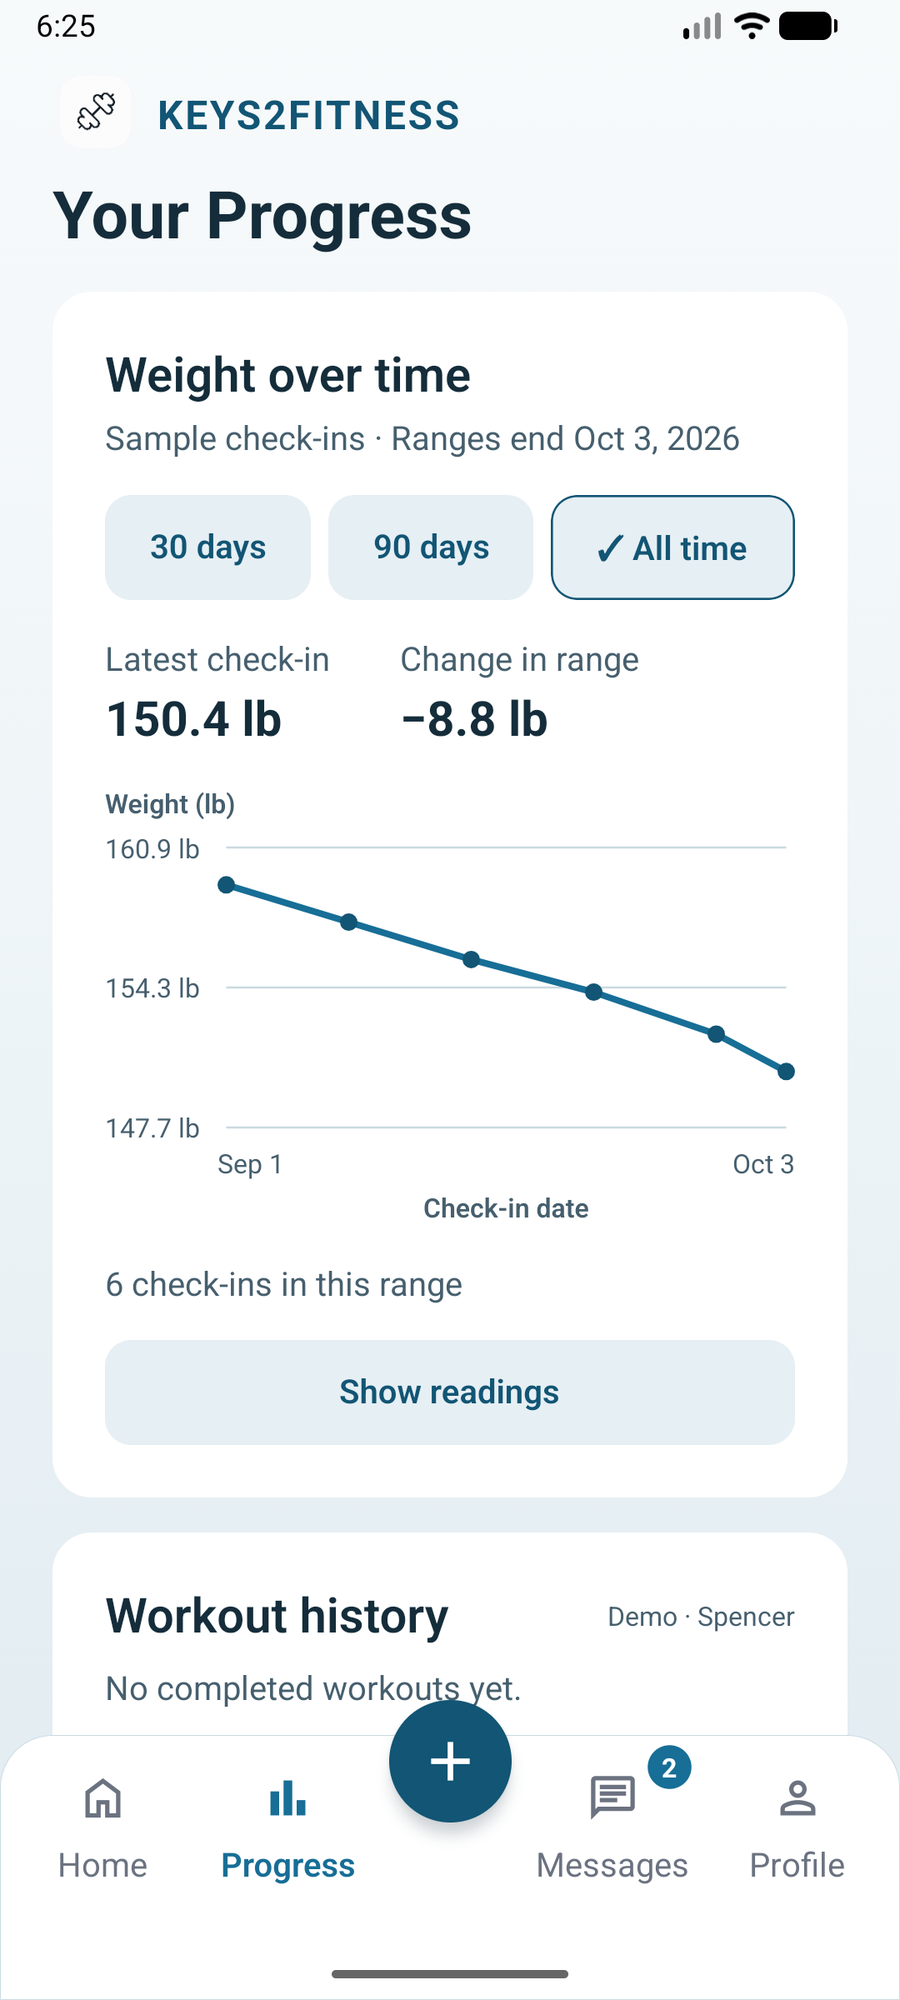 6:25
KEYS2FITNESS
Your Progress
Weight over time
Sample check-ins · Ranges end Oct 3, 2026
30 days
90 days
✓ All time
Latest check-in
Change in range
150.4 lb
−8.8 lb
Weight (lb)
160.9 lb
154.3 lb
147.7 lb
Sep 1
Oct 3
Check-in date
6 check-ins in this range
Show readings
Workout history
Demo · Spencer
No completed workouts yet.
+
2
Home
Progress
Messages
Profile